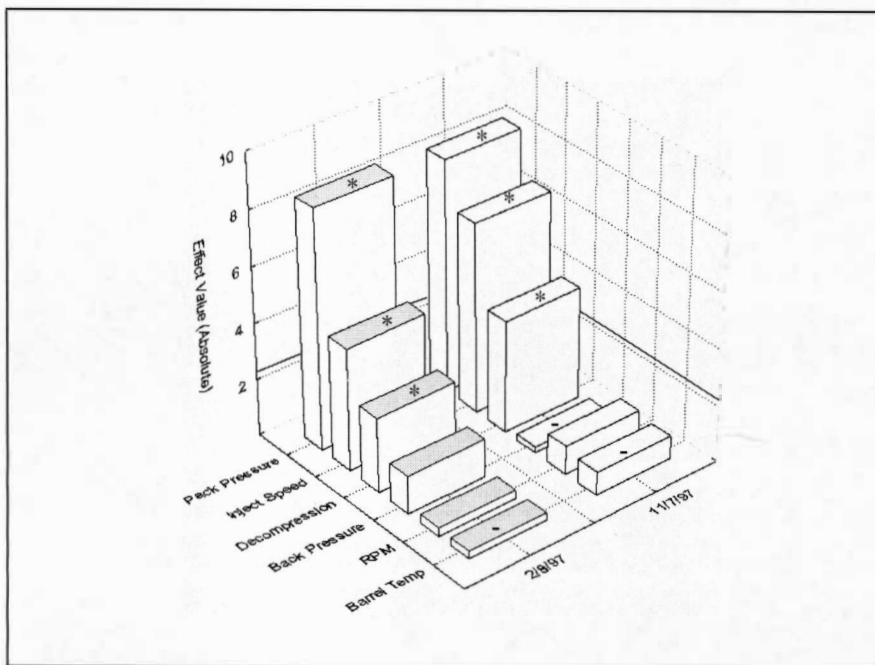 10
8
6
4
2
Effect Value (Absolute)
*
*
*
*
*
*
Pack Pressure
Inject Speed
Decompression
Back Pressure
RPM
Barrel Temp
2/8/97
11/7/97